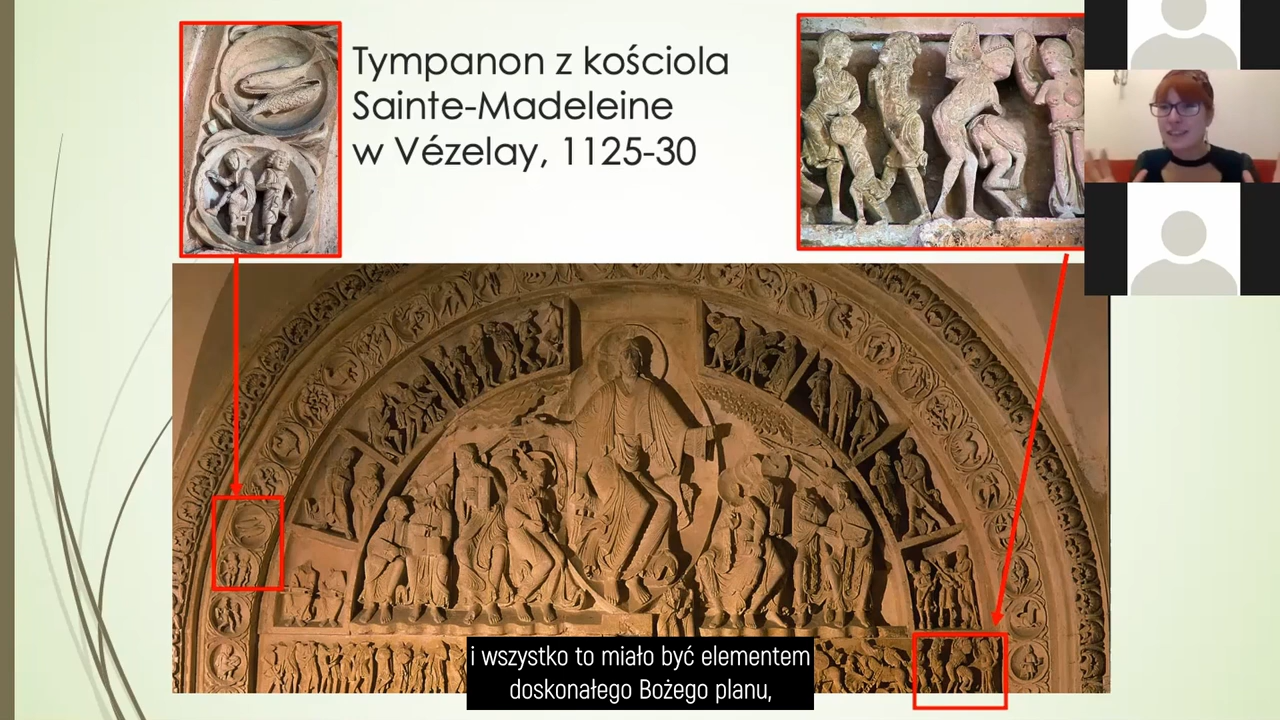 Tympanon z kościola
Sainte-Madeleine
w Vézelay, 1125-30
i wszystko to miało być elementem
doskonałego Bożego planu,